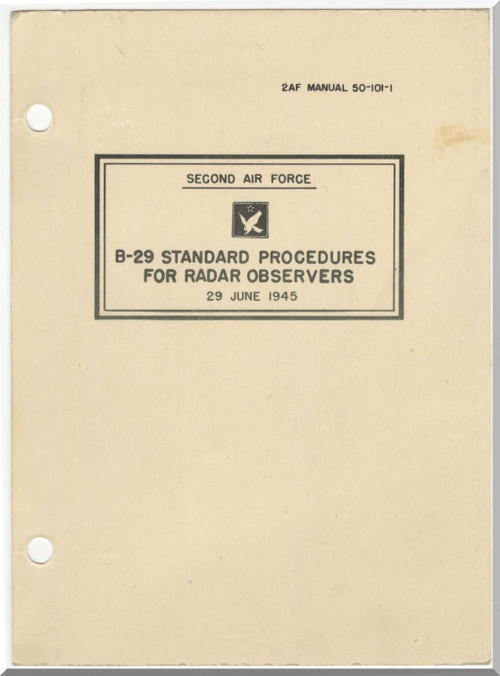 2AF MANUAL 50-101-1
SECOND AIR FORCE
B-29 STANDARD PROCEDURES
FOR RADAR OBSERVERS
29 JUNE 1945